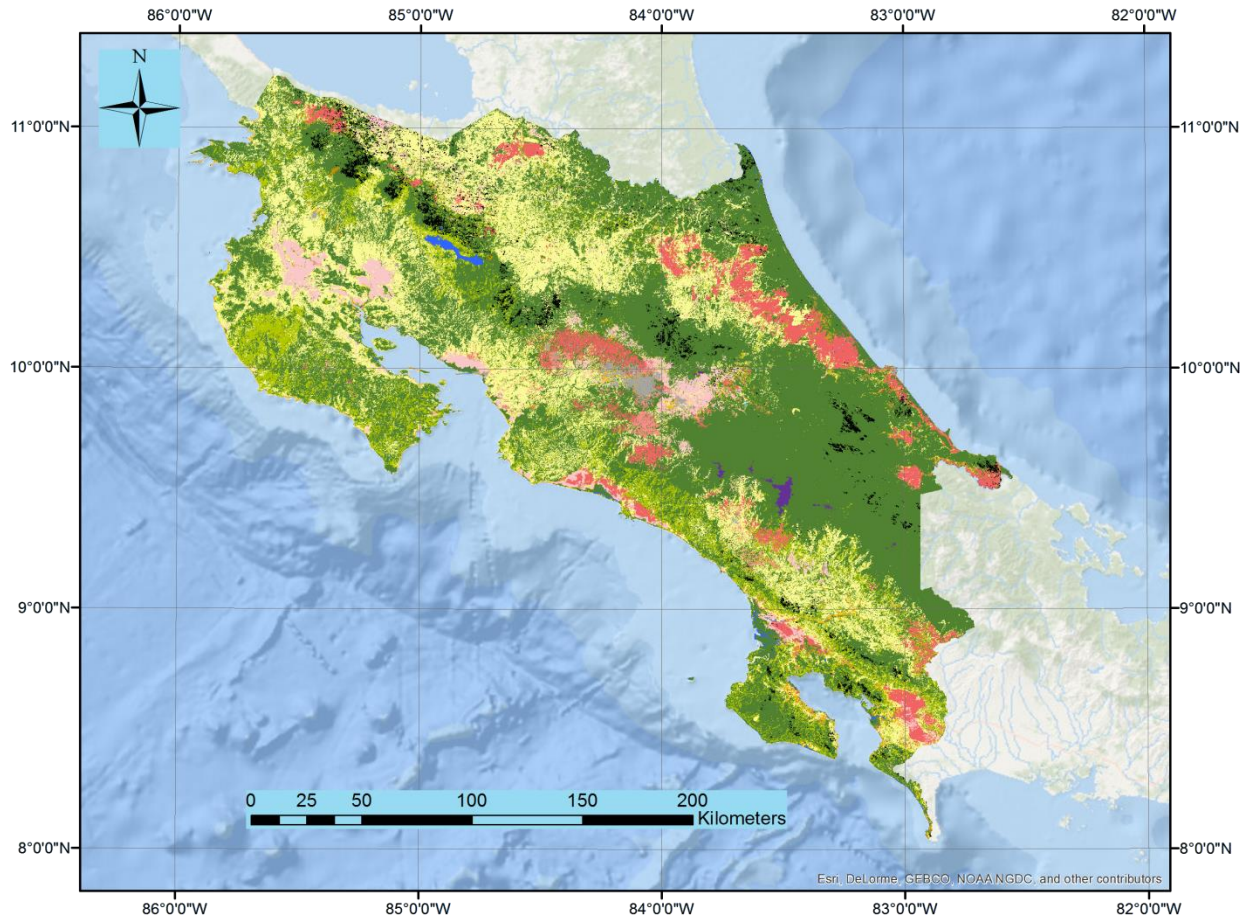 86°0'0"W 85°0'0"W 84°0'0"W 83°0'0"W 82°0'0"W
N
11°0'0"N 11°0'0"N
10°0'0"N 10°0'0"N
9°0'0"N 9°0'0"N
0 25 50 100 150 200
Kilometers
8°0'0"N 8°0'0"N
Esri, DeLorme, GEBCO, NOAA NGDC, and other contributors
86°0'0"W 85°0'0"W 84°0'0"W 83°0'0"W 82°0'0"W